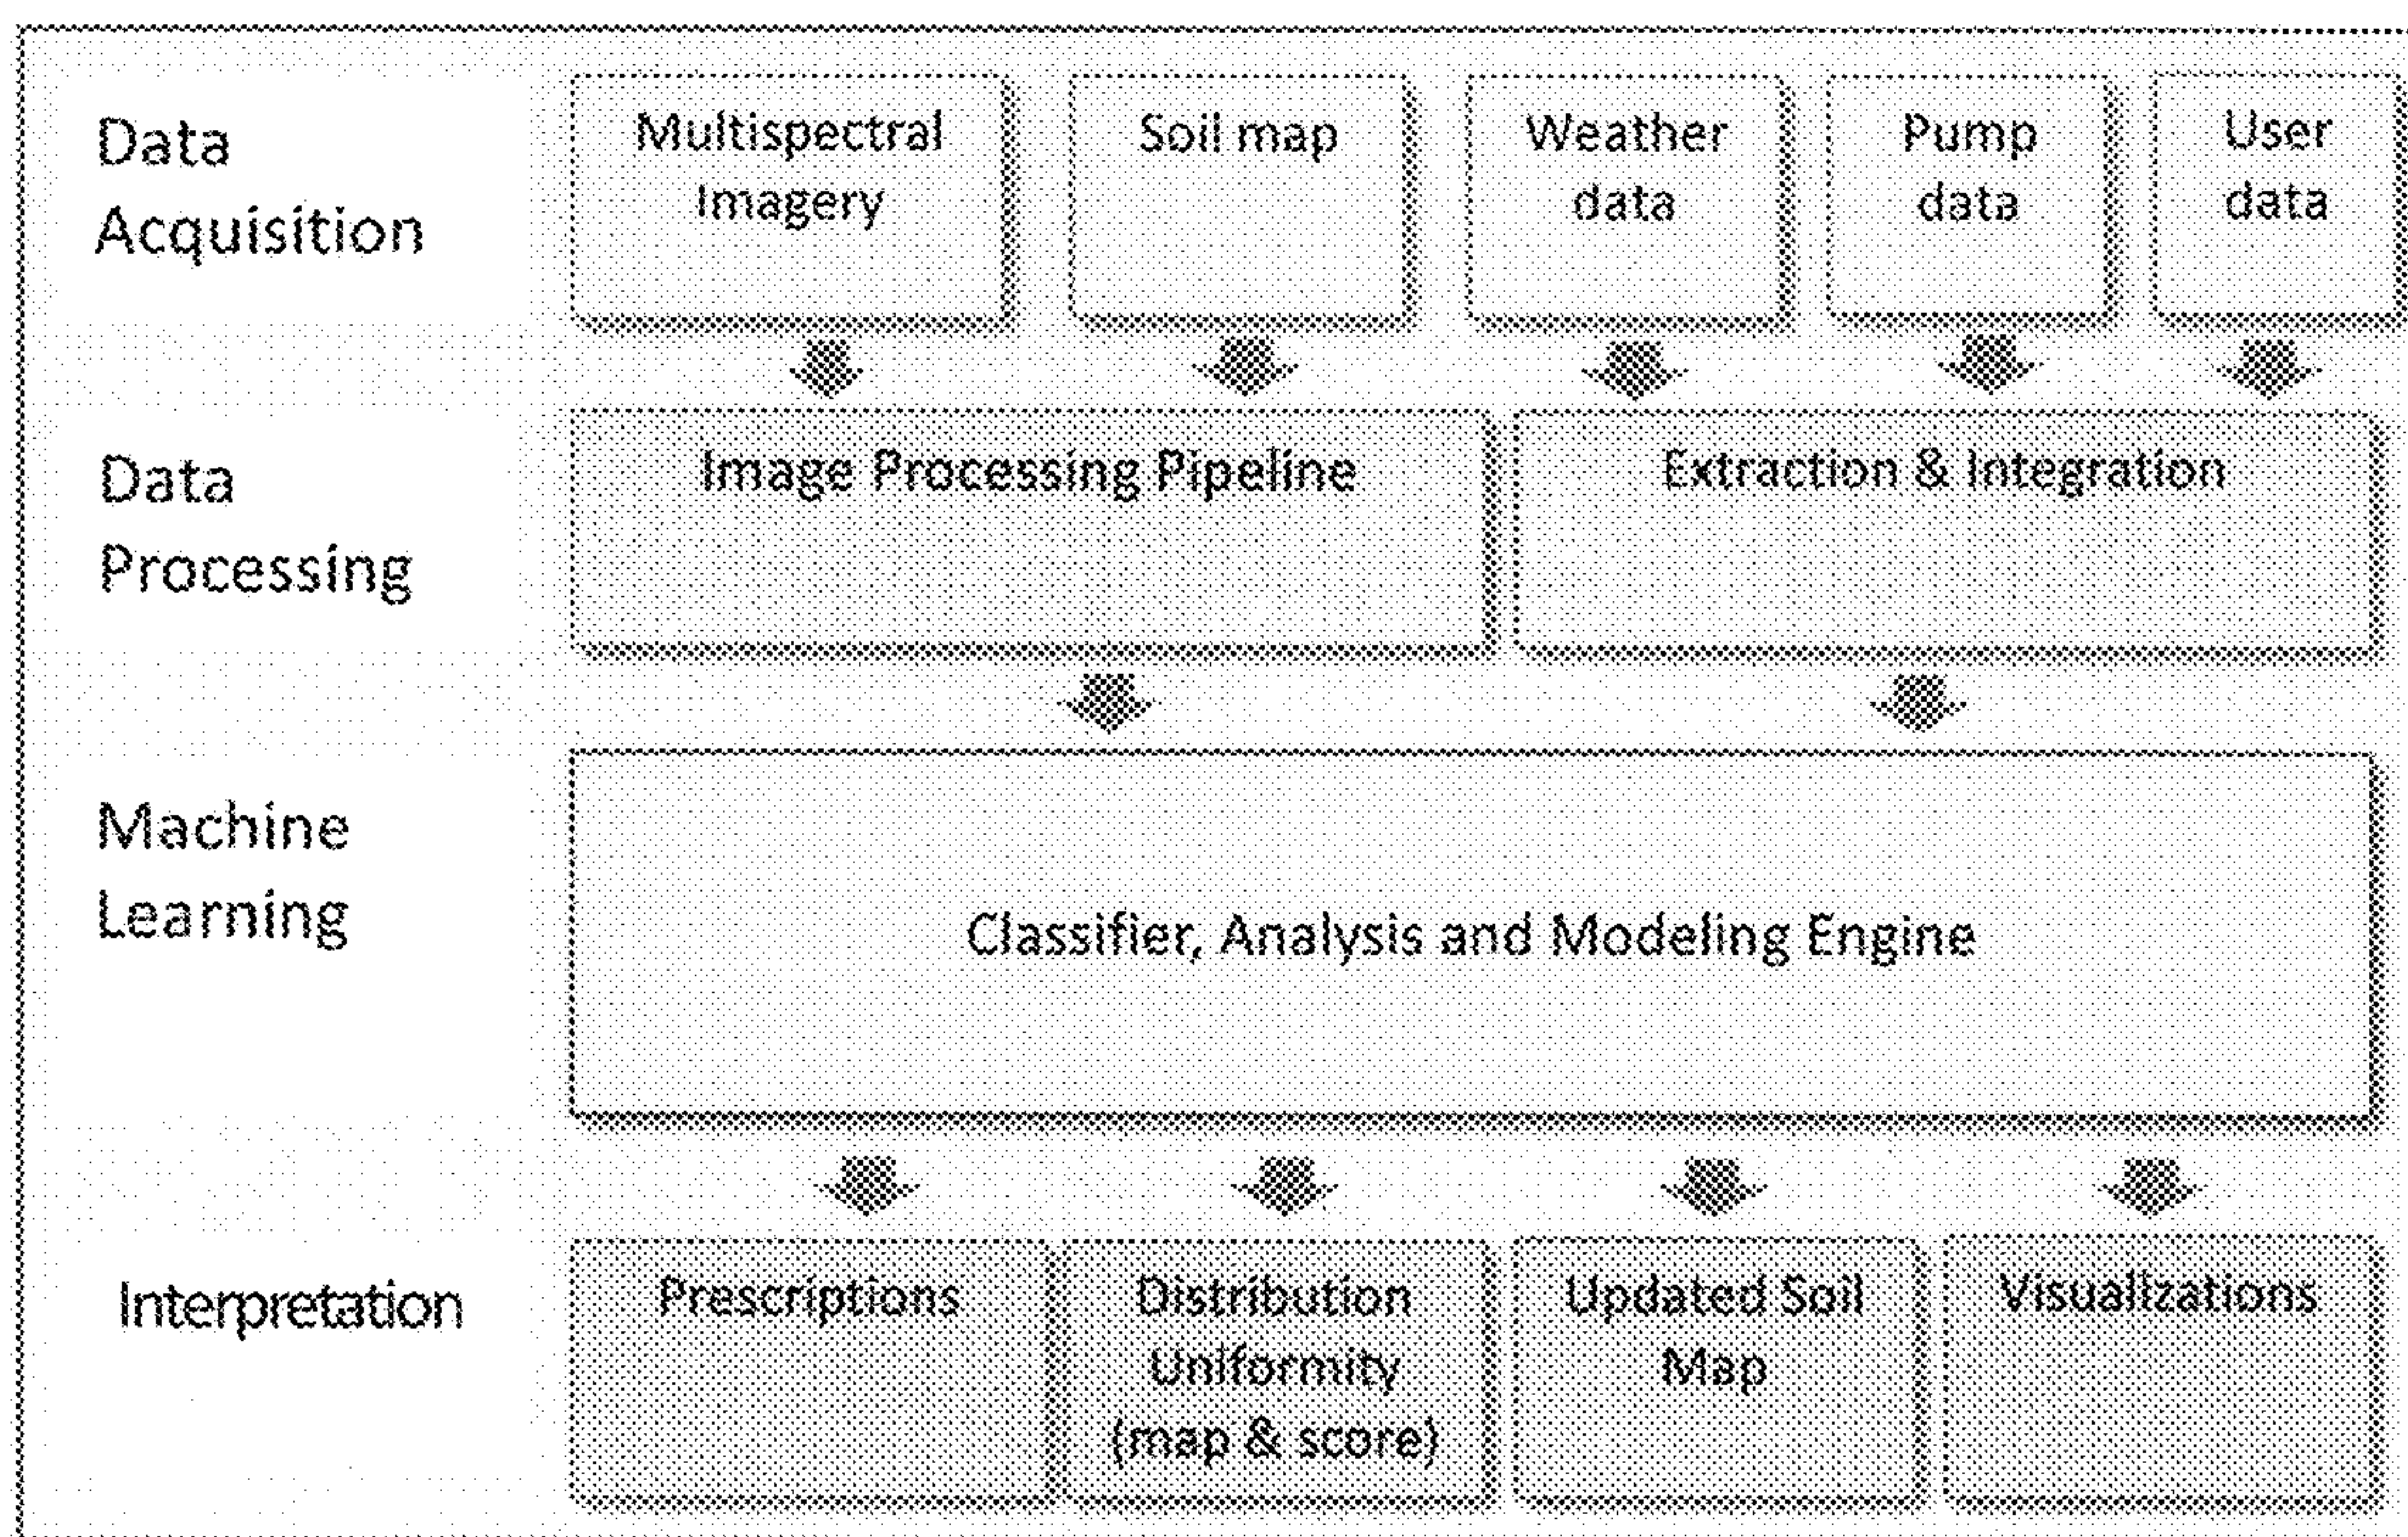 Data
Acquisition
Multispectral
Imagery
Soil map
Weather
data
Pump
data
User
data
Data
Processing
Image Processing Pipeline
Extraction & Integration
Machine
Learning
Classifier, Analysis and Modeling Engine
Interpretation
Prescriptions
Distribution
Uniformity
(map & score)
Updated Soil
Map
Visualizations